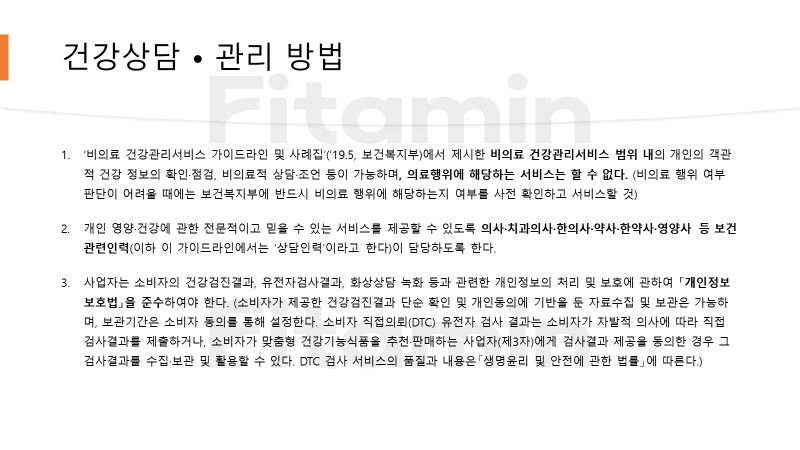 건강상담 • 관리 방법
Fitamin
1. ‘비의료 건강관리서비스 가이드라인 및 사례집’(‘19.5, 보건복지부)에서 제시한 비의료 건강관리서비스 범위 내의 개인의 객관
적 건강 정보의 확인·점검, 비의료적 상담·조언 등이 가능하며, 의료행위에 해당하는 서비스는 할 수 없다. (비의료 행위 여부
판단이 어려울 때에는 보건복지부에 반드시 비의료 행위에 해당하는지 여부를 사전 확인하고 서비스할 것)
2. 개인 영양·건강에 관한 전문적이고 믿을 수 있는 서비스를 제공할 수 있도록 의사·치과의사·한의사·약사·한약사·영양사 등 보건
관련인력(이하 이 가이드라인에서는 ‘상담인력’이라고 한다)이 담당하도록 한다.
3. 사업자는 소비자의 건강검진결과, 유전자검사결과, 화상상담 녹화 등과 관련한 개인정보의 처리 및 보호에 관하여 「개인정보
보호법」을 준수하여야 한다. (소비자가 제공한 건강검진결과 단순 확인 및 개인동의에 기반을 둔 자료수집 및 보관은 가능하
며, 보관기간은 소비자 동의를 통해 설정한다. 소비자 직접의뢰(DTC) 유전자 검사 결과는 소비자가 자발적 의사에 따라 직접
검사결과를 제출하거나, 소비자가 맞춤형 건강기능식품을 추천·판매하는 사업자(제3자)에게 검사결과 제공을 동의한 경우 그
검사결과를 수집·보관 및 활용할 수 있다. DTC 검사 서비스의 품질과 내용은「생명윤리 및 안전에 관한 법률」에 따른다.)
Fitamin